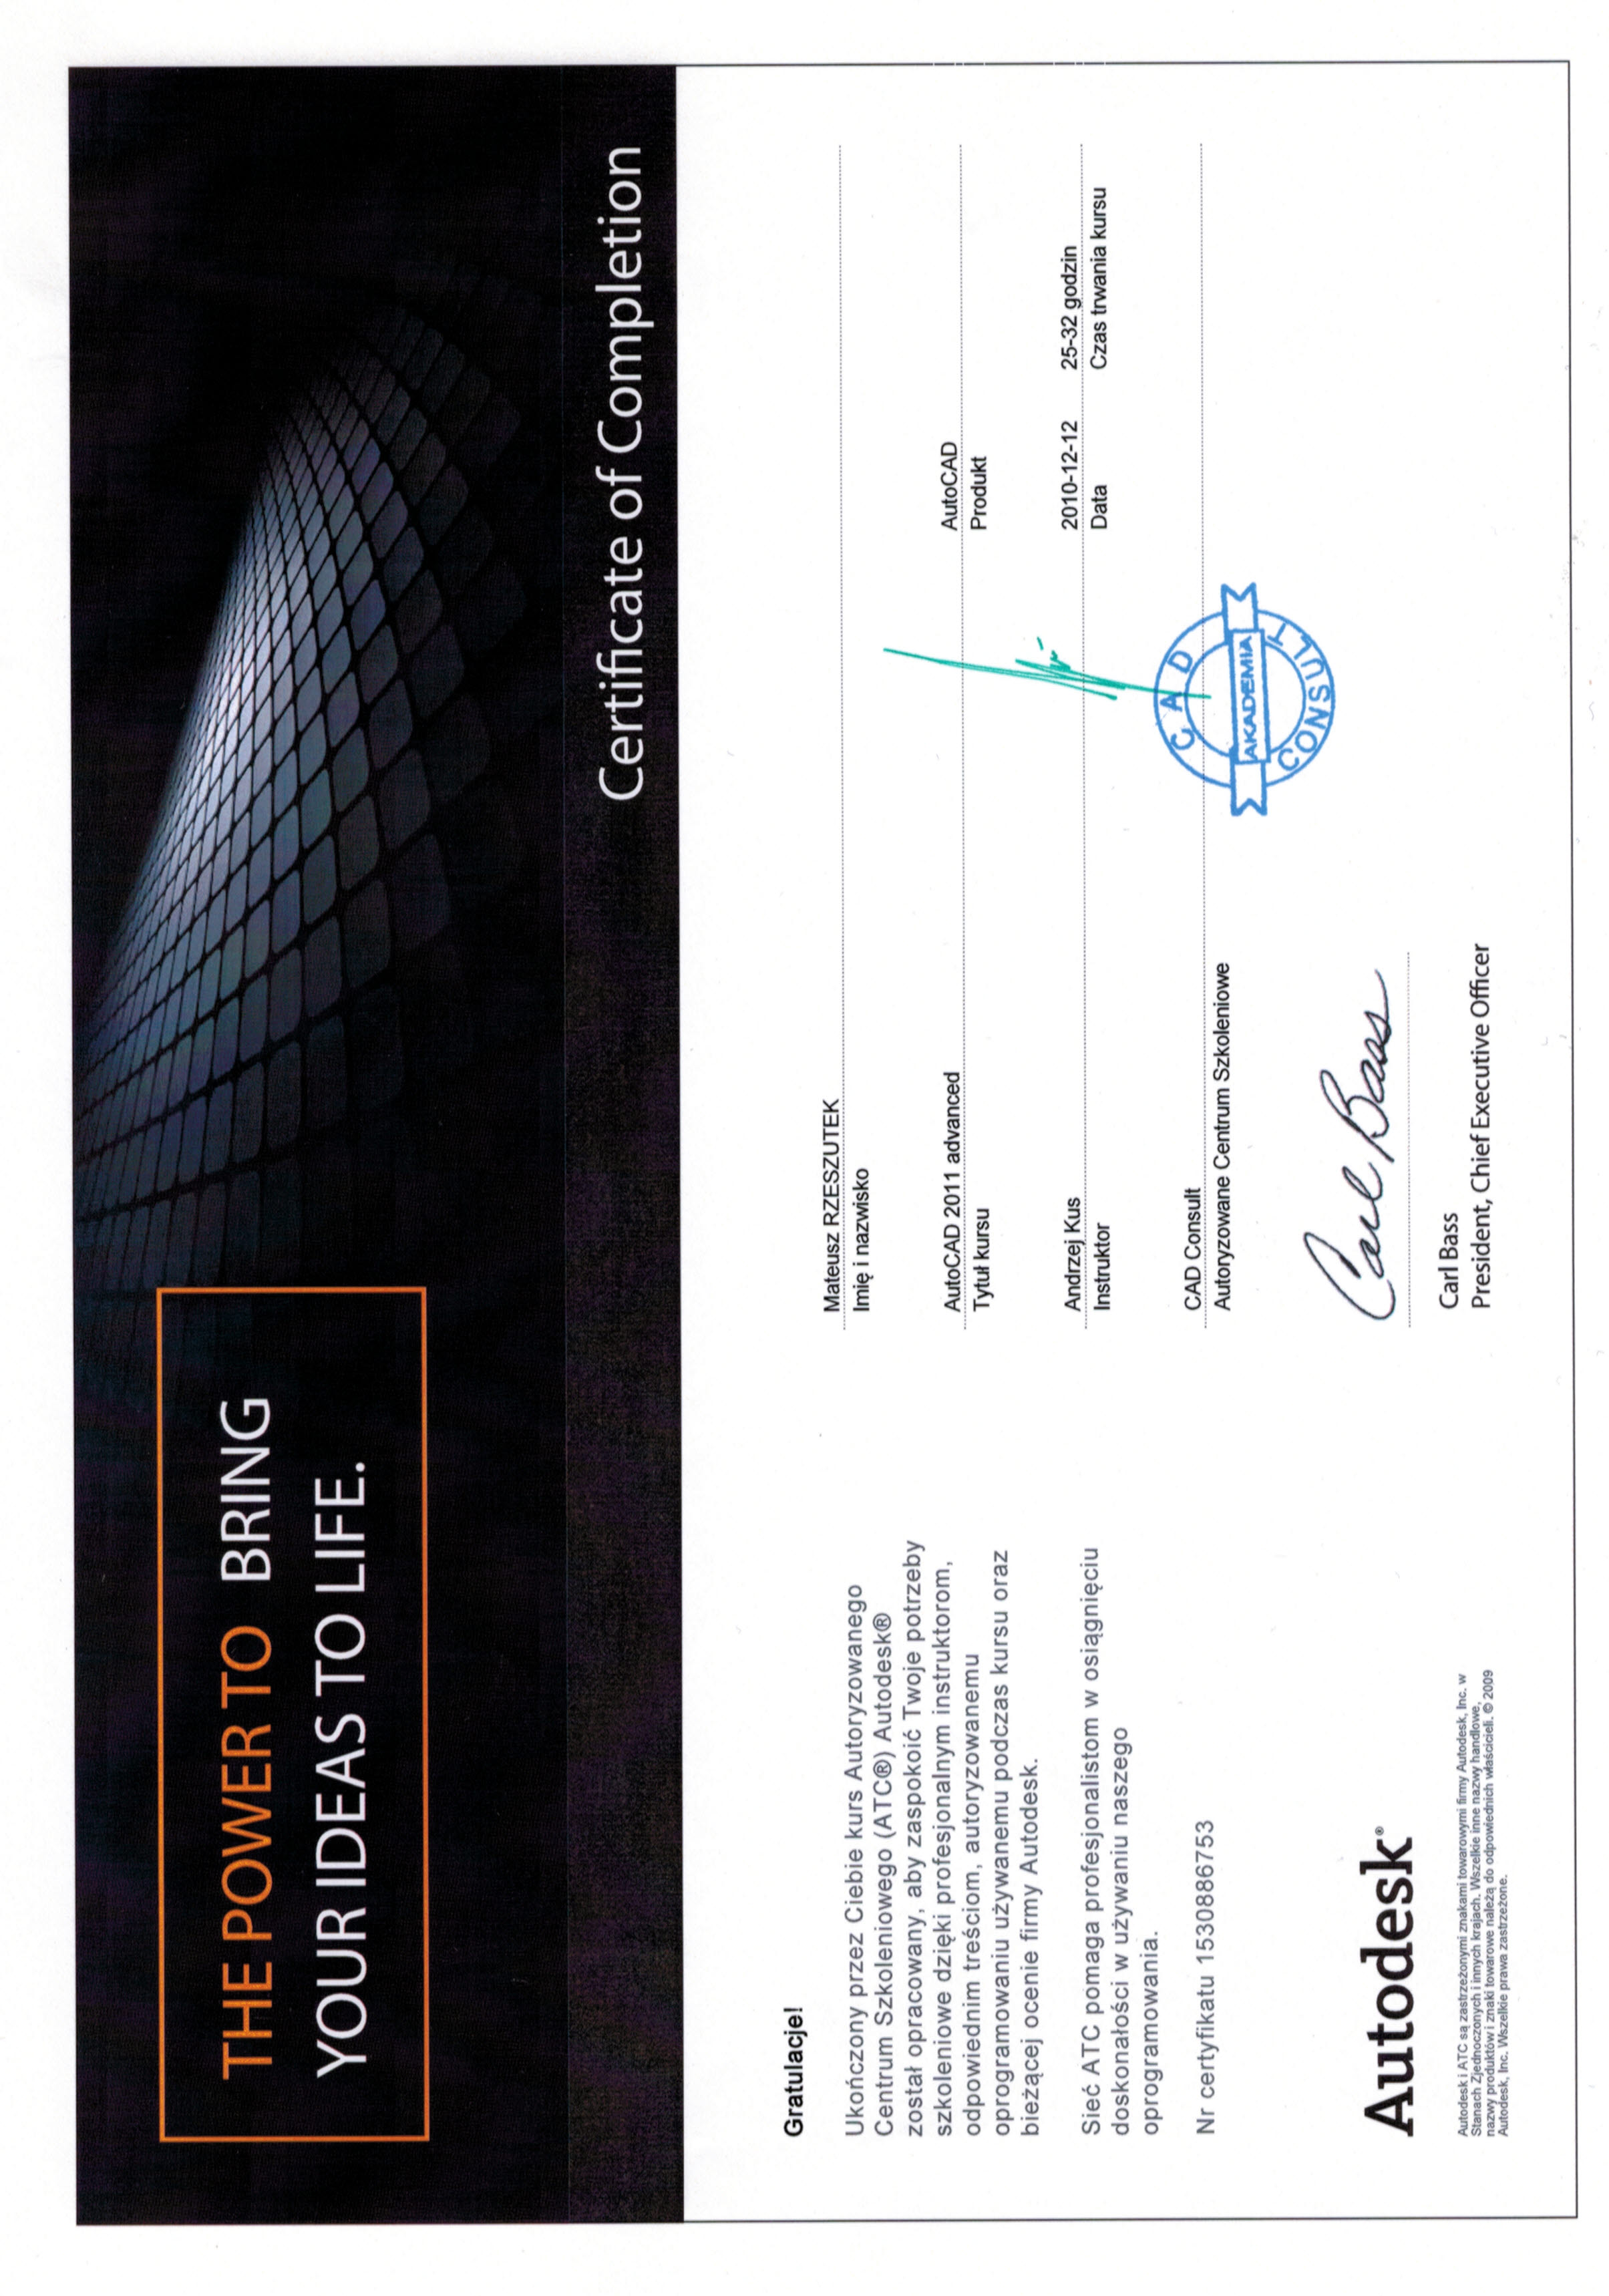 THE POWER TO BRING
YOUR IDEAS TO LIFE.
Certificate of Completion
Gratulacje!
Ukończony przez Ciebie kurs Autoryzowanego
Centrum Szkoleniowego (ATC®) Autodesk®
został opracowany, aby zaspokoić Twoje potrzeby
szkoleniowe dzięki profesjonalnym instruktorom,
odpowiednim treściom, autoryzowanemu
oprogramowaniu używanemu podczas kursu oraz
bieżącej ocenie firmy Autodesk.
Sieć ATC pomaga profesjonalistom w osiągnięciu
doskonałości w używaniu naszego
oprogramowania.
Nr certyfikatu 1530886753
Autodesk®
Autodesk i ATC są zastrzeżonymi znakami towarowymi firmy Autodesk, Inc. w
Stanach Zjednoczonych i innych krajach. Wszelkie inne nazwy handlowe,
nazwy produktów i znaki towarowe należą do odpowiednich właścicieli. © 2009
Autodesk, Inc. Wszelkie prawa zastrzeżone.
Mateusz RZESZUTEK
Imię i nazwisko
AutoCAD 2011 advanced AutoCAD
Tytuł kursu Produkt
Andrzej Kus 2010-12-12 25-32 godzin
Instruktor Data Czas trwania kursu
CAD Consult
Autoryzowane Centrum Szkoleniowe
CAD
AKADEMIA
CONSULT
Carl Bass
Carl Bass
President, Chief Executive Officer